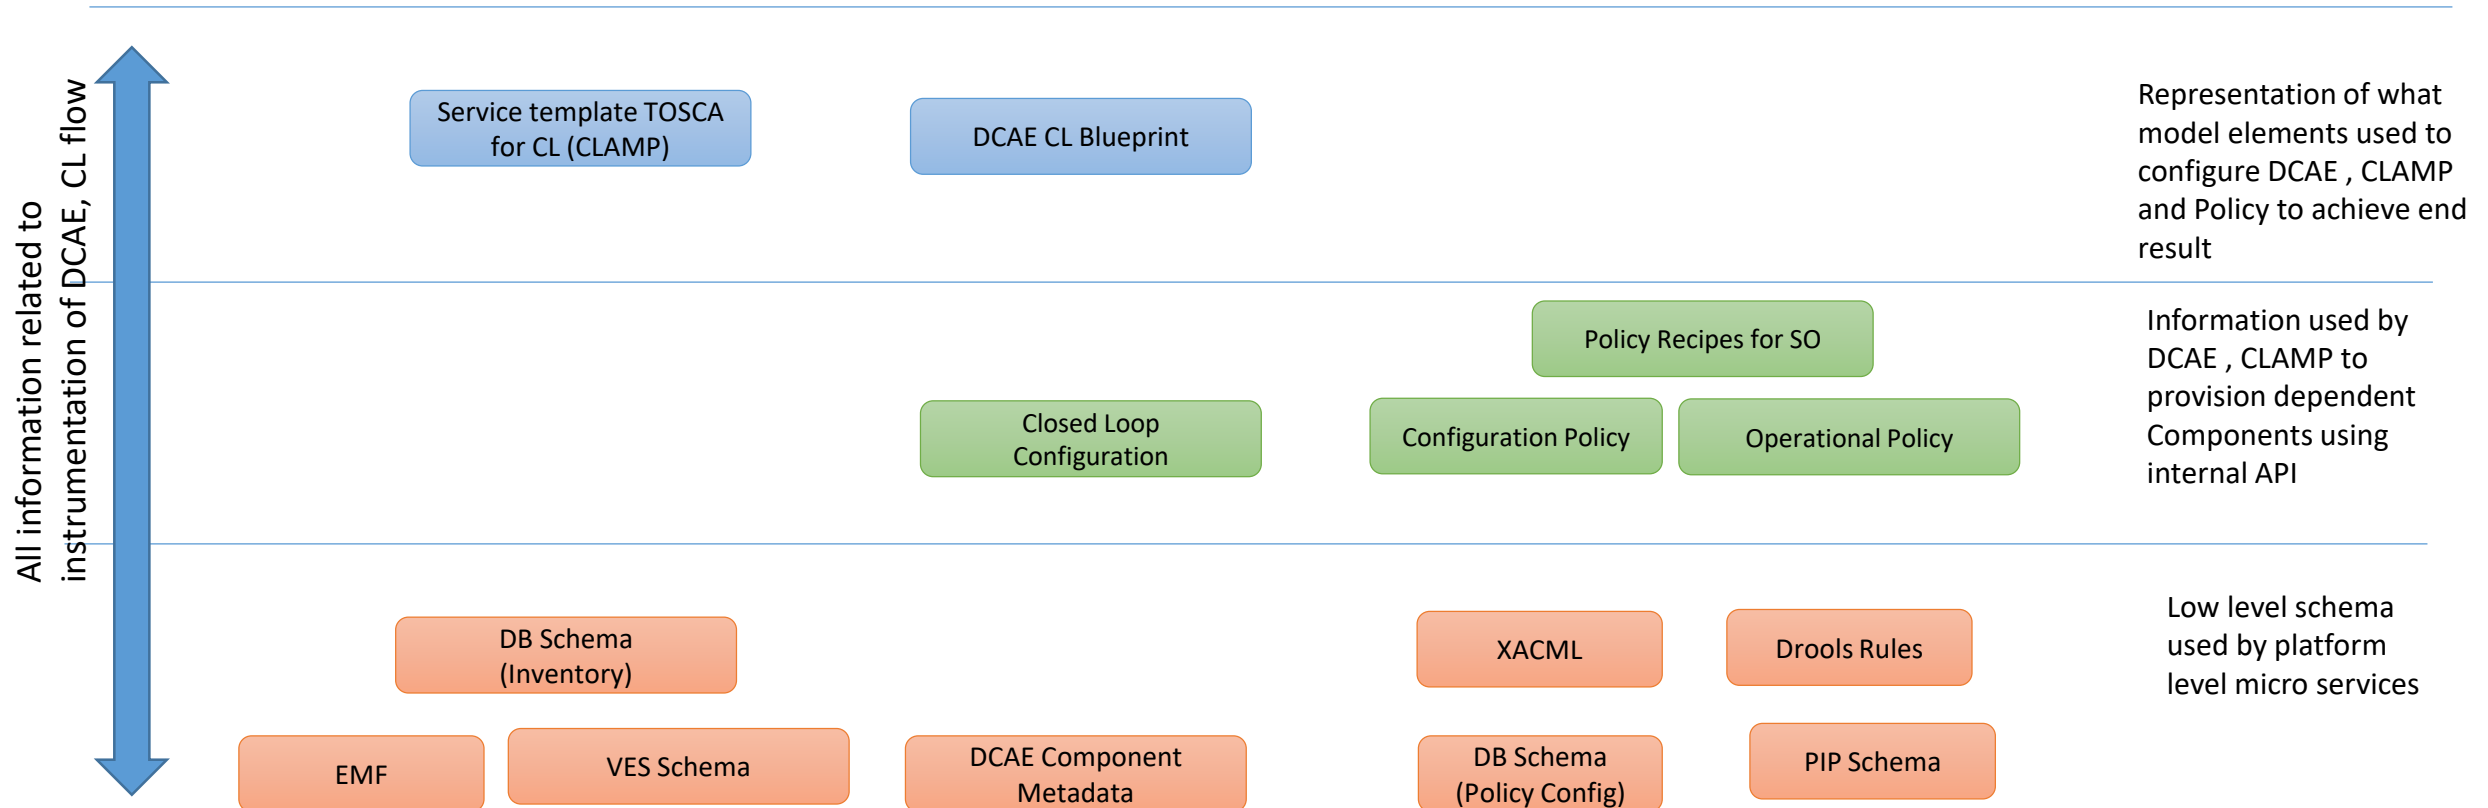 All information related to
instrumentation of DCAE, CL flow
Service template TOSCA
for CL (CLAMP)
DCAE CL Blueprint
Representation of what
model elements used to
configure DCAE , CLAMP
and Policy to achieve end
result
Policy Recipes for SO
Closed Loop
Configuration
Configuration Policy
Operational Policy
Information used by
DCAE , CLAMP to
provision dependent
Components using
internal API
DB Schema
(Inventory)
XACML
Drools Rules
Low level schema
used by platform
level micro services
EMF
VES Schema
DCAE Component
Metadata
DB Schema
(Policy Config)
PIP Schema